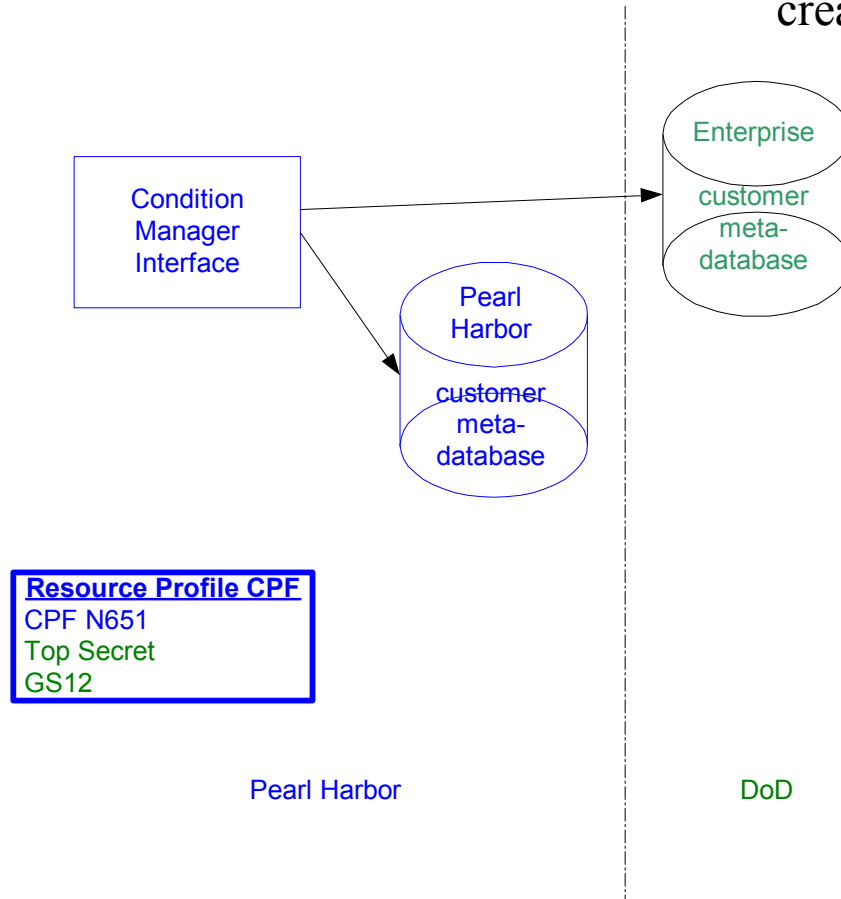 Condition
Manager
Interface
Enterprise
customer
meta-
database
Pearl
Harbor
customer
meta-
database
Resource Profile CPF
CPF N651
Top Secret
GS12
Pearl Harbor
DoD